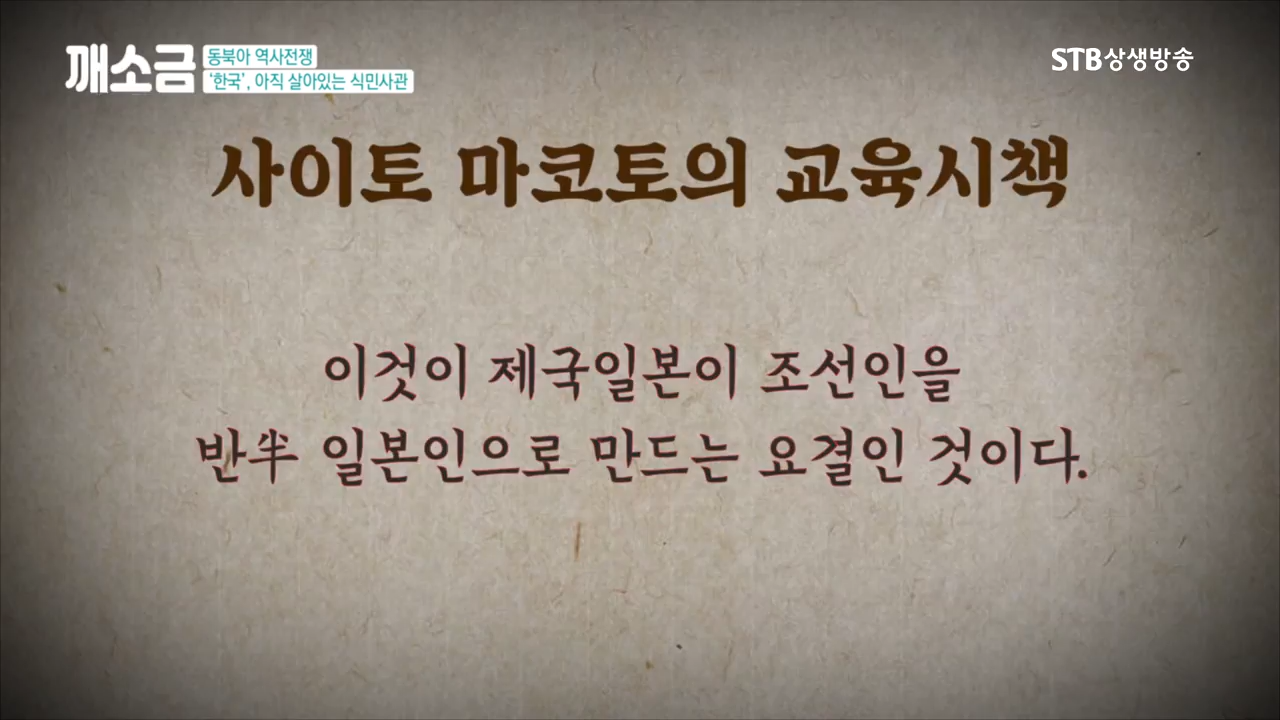 깨소금
동북아 역사전쟁
'한국', 아직 살아있는 식민사관
STB상생방송
사이토 마코토의 교육시책
이것이 제국일본이 조선인을
반半 일본인으로 만드는 요결인 것이다.